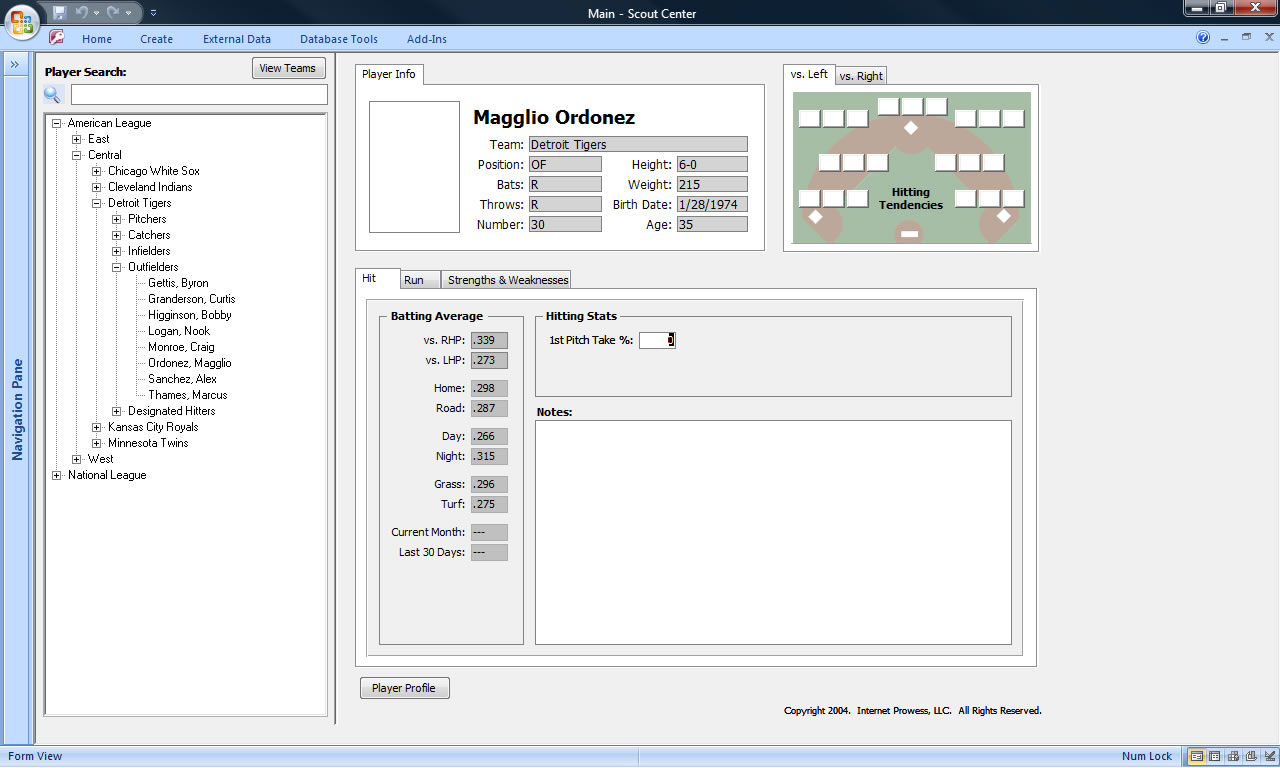 Main - Scout Center
Home Create External Data Database Tools Add-Ins
»
Navigation Pane
Player Search:
View Teams
American League
East
Central
Chicago White Sox
Cleveland Indians
Detroit Tigers
Pitchers
Catchers
Infielders
Outfielders
Gettis, Byron
Granderson, Curtis
Higginson, Bobby
Logan, Nook
Monroe, Craig
Ordonez, Magglio
Sanchez, Alex
Thames, Marcus
Designated Hitters
Kansas City Royals
Minnesota Twins
West
National League
Player Info
Magglio Ordonez
Team: Detroit Tigers
Position: OF Height: 6-0
Bats: R Weight: 215
Throws: R Birth Date: 1/28/1974
Number: 30 Age: 35
vs. Left vs. Right
Hitting
Tendencies
Hit Run Strengths & Weaknesses
Batting Average
vs. RHP: .339
vs. LHP: .273
Home: .298
Road: .287
Day: .266
Night: .315
Grass: .296
Turf: .275
Current Month: ---
Last 30 Days: ---
Hitting Stats
1st Pitch Take %:
Notes:
Player Profile
Copyright 2004. Internet Prowess, LLC. All Rights Reserved.
Form View
Num Lock